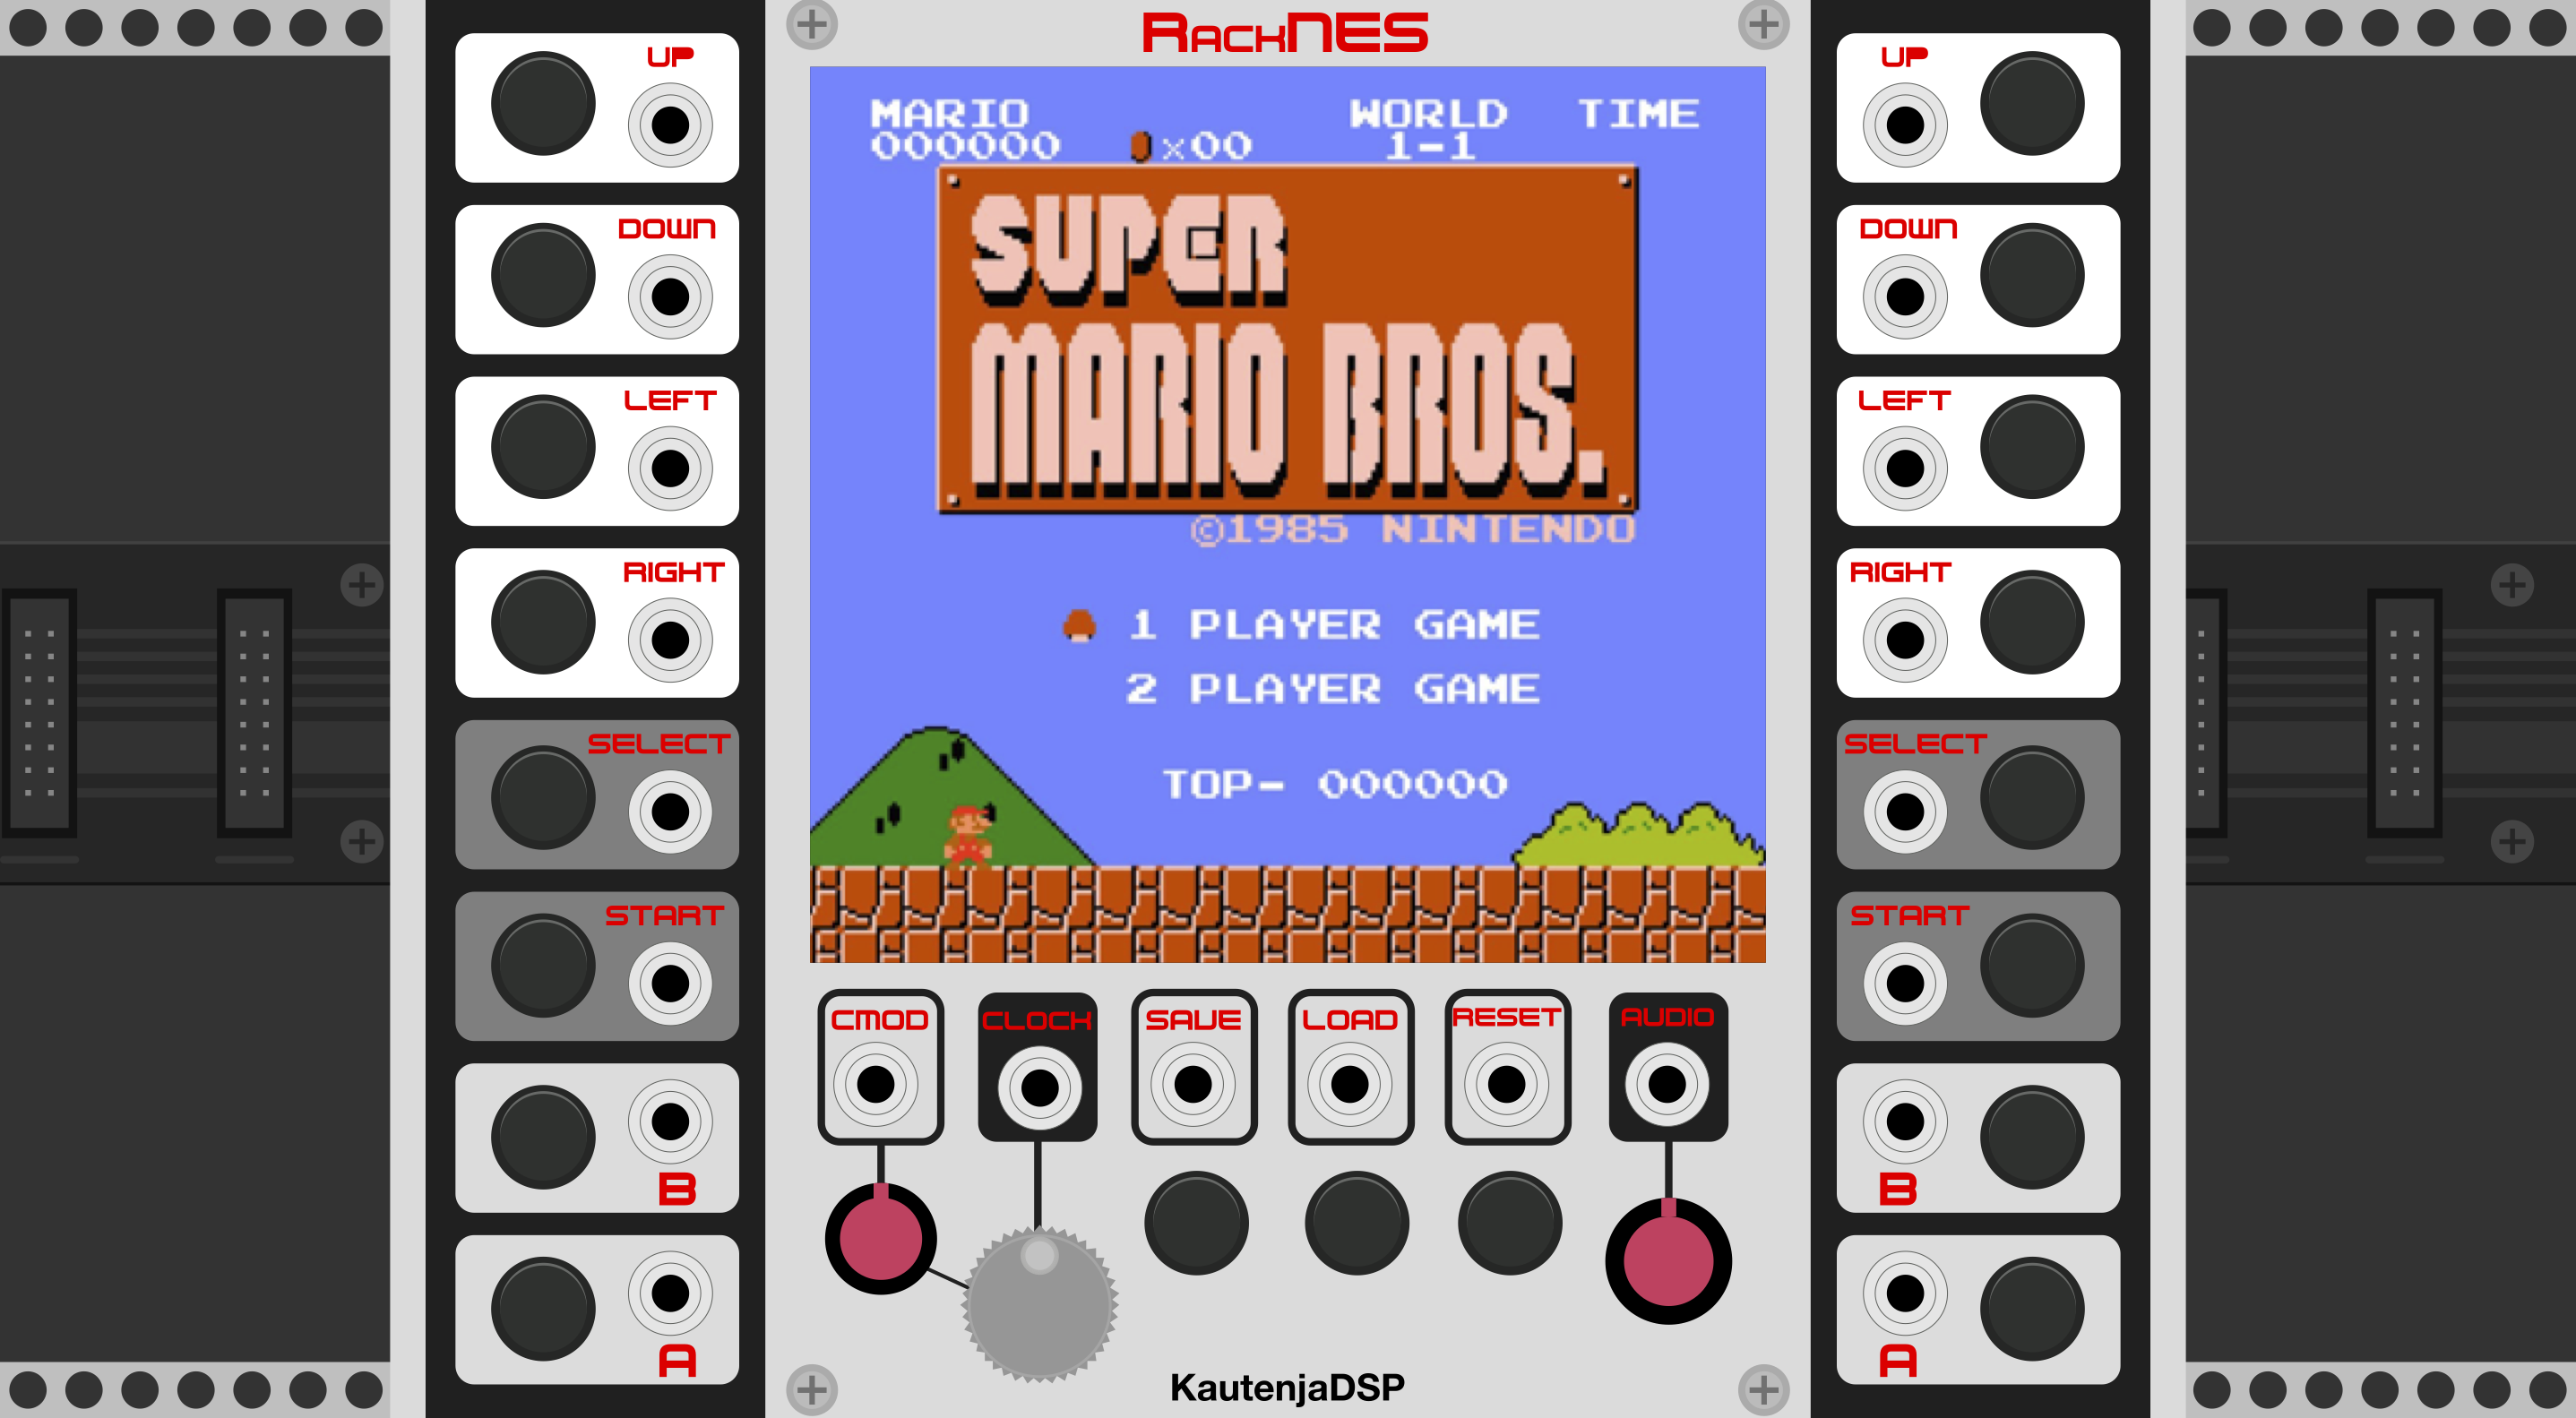 RackNES
UP
DOWN
LEFT
RIGHT
SELECT
START
B
A
MARIO WORLD TIME
000000 x00 1-1
SUPER
MARIO BROS.
©1985 NINTENDO
1 PLAYER GAME
2 PLAYER GAME
TOP- 000000
CMOD CLOCK SAVE LOAD RESET AUDIO
KautenjaDSP
UP
DOWN
LEFT
RIGHT
SELECT
START
B
A